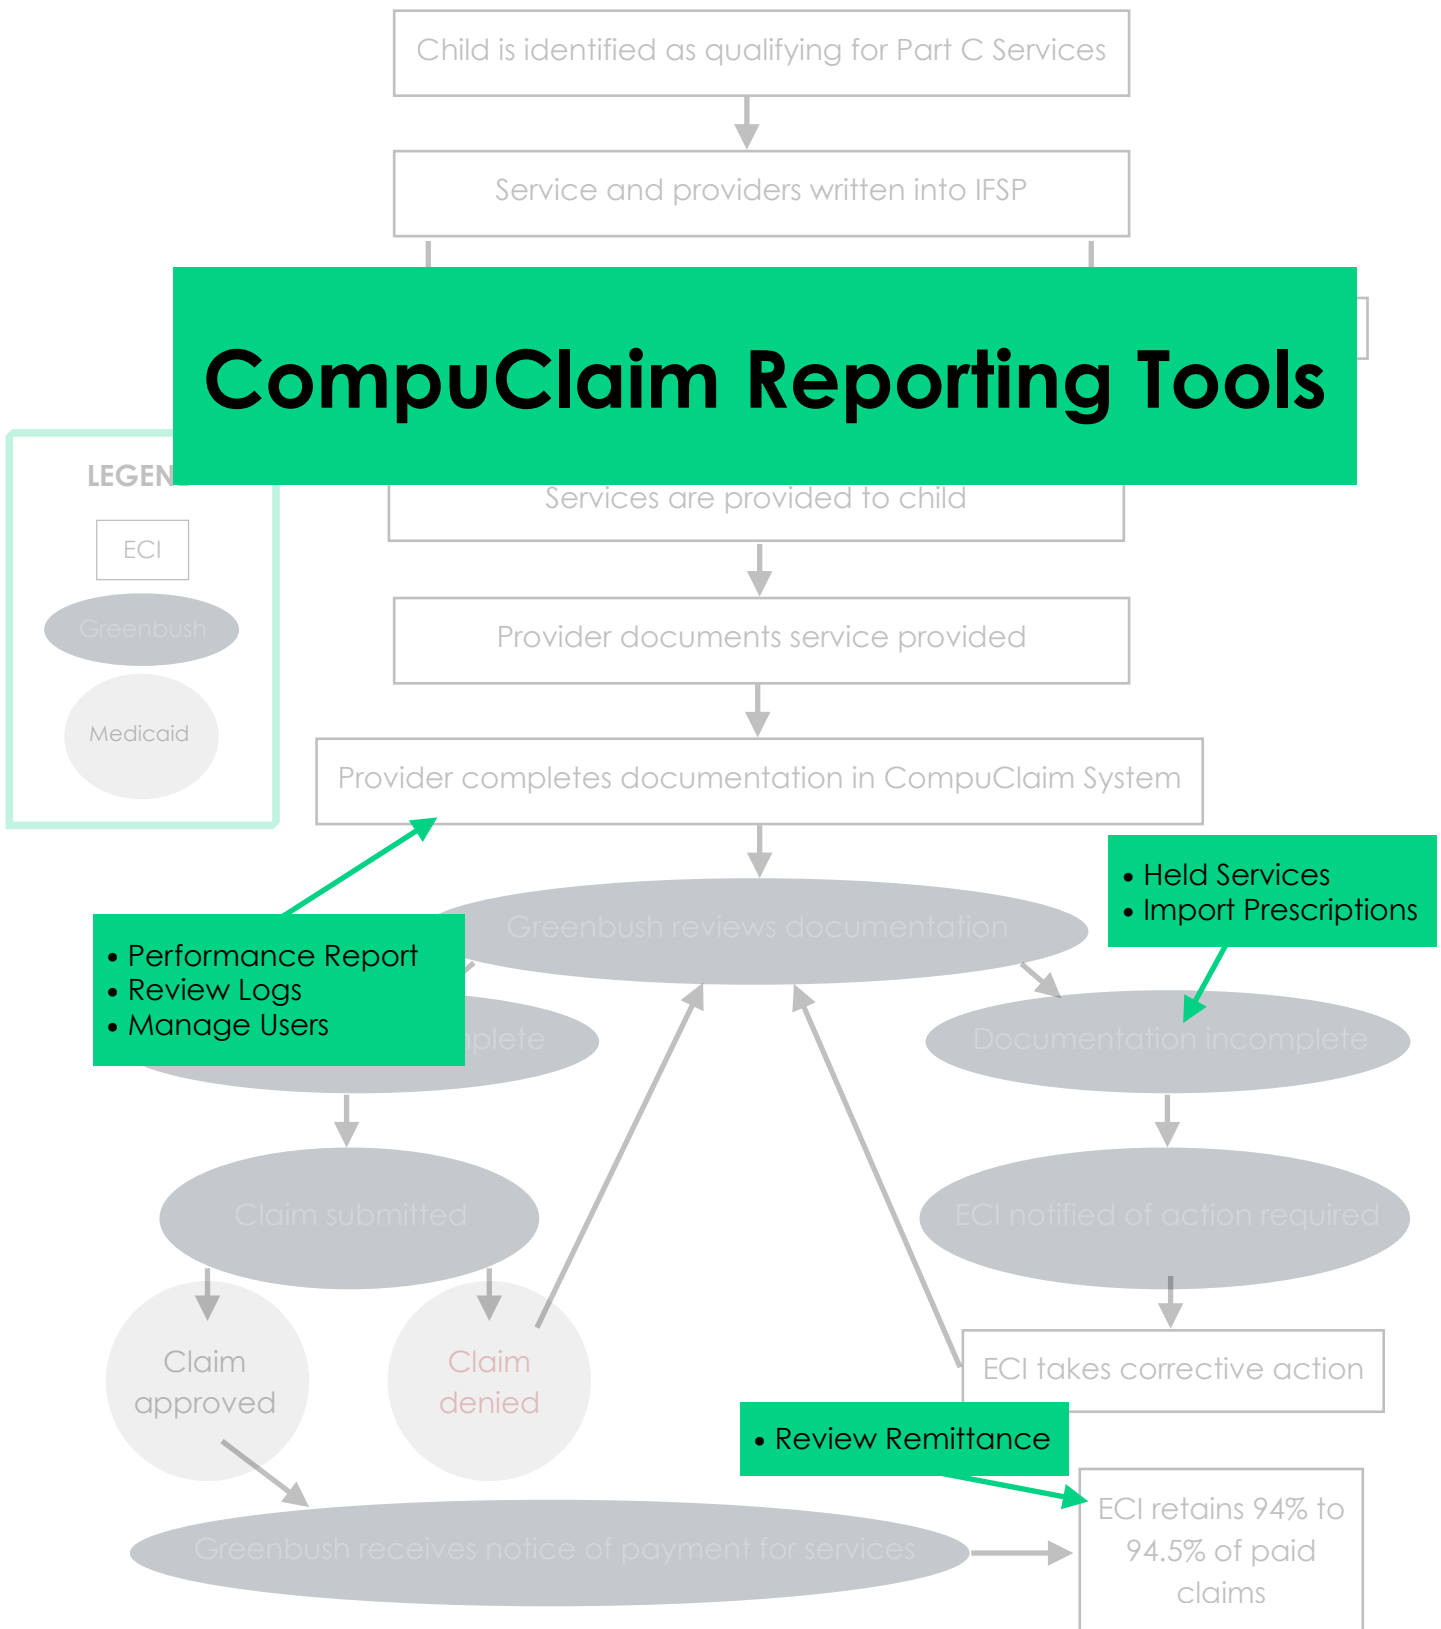 Child is identified as qualifying for Part C Services
Service and providers written into IFSP
CompuClaim Reporting Tools
Services are provided to child
LEGEN
ECI
Greenbush
Medicaid
Provider documents service provided
Provider completes documentation in CompuClaim System
• Held Services
• Import Prescriptions
Greenbush reviews documentation
• Performance Report
• Review Logs
• Manage Users
plete
Documentation incomplete
Claim submitted
ECI notified of action required
Claim
approved
Claim
denied
ECI takes corrective action
• Review Remittance
ECI retains 94% to
94.5% of paid
claims
Greenbush receives notice of payment for services